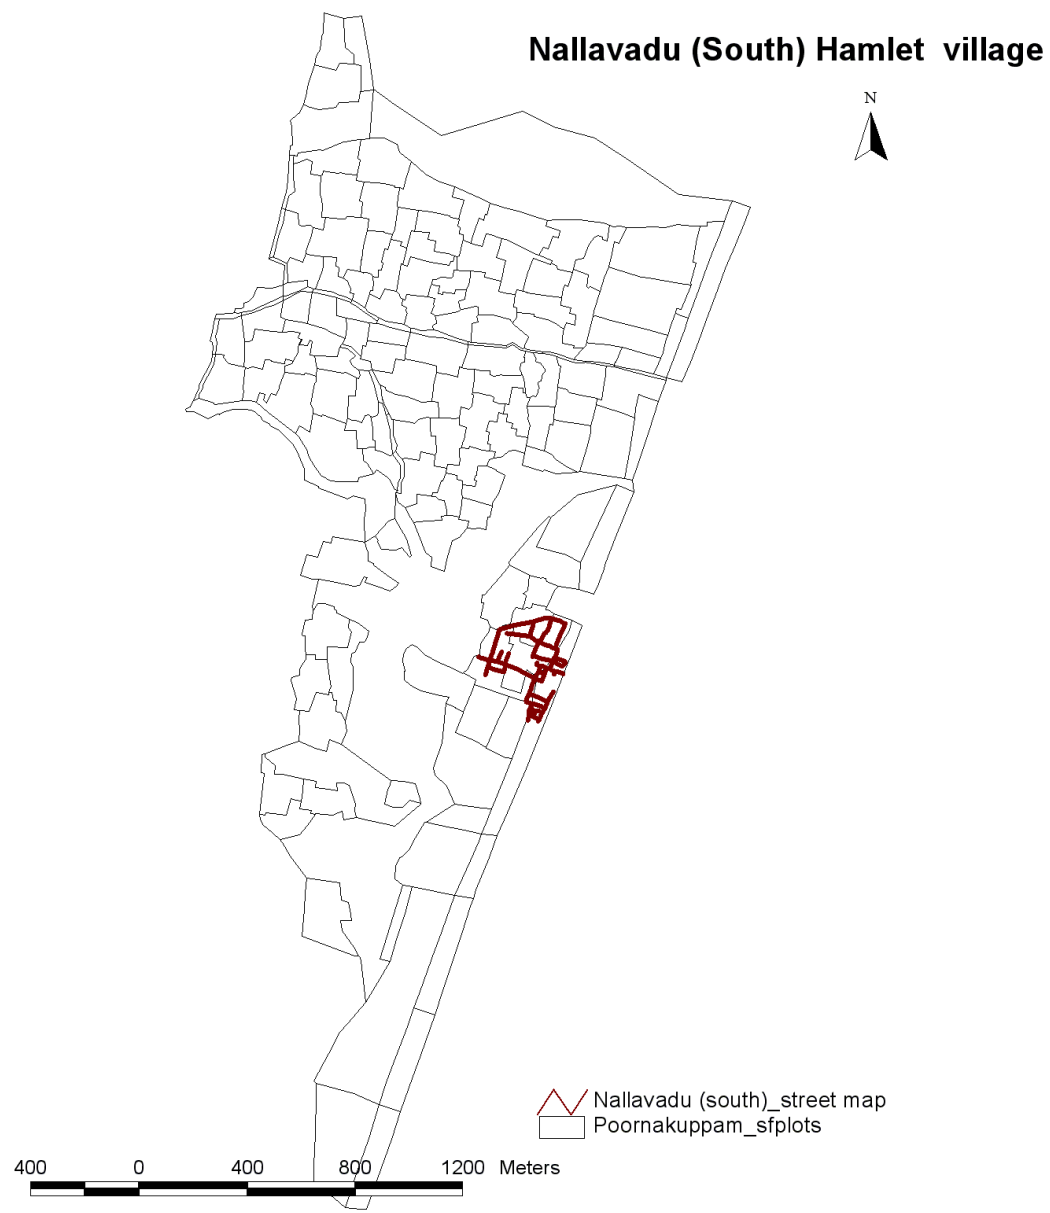 Nallavadu (South) Hamlet village
N
Nallavadu (south)_street map
Poornakuppam_sfplots
400 0 400 800 1200 Meters